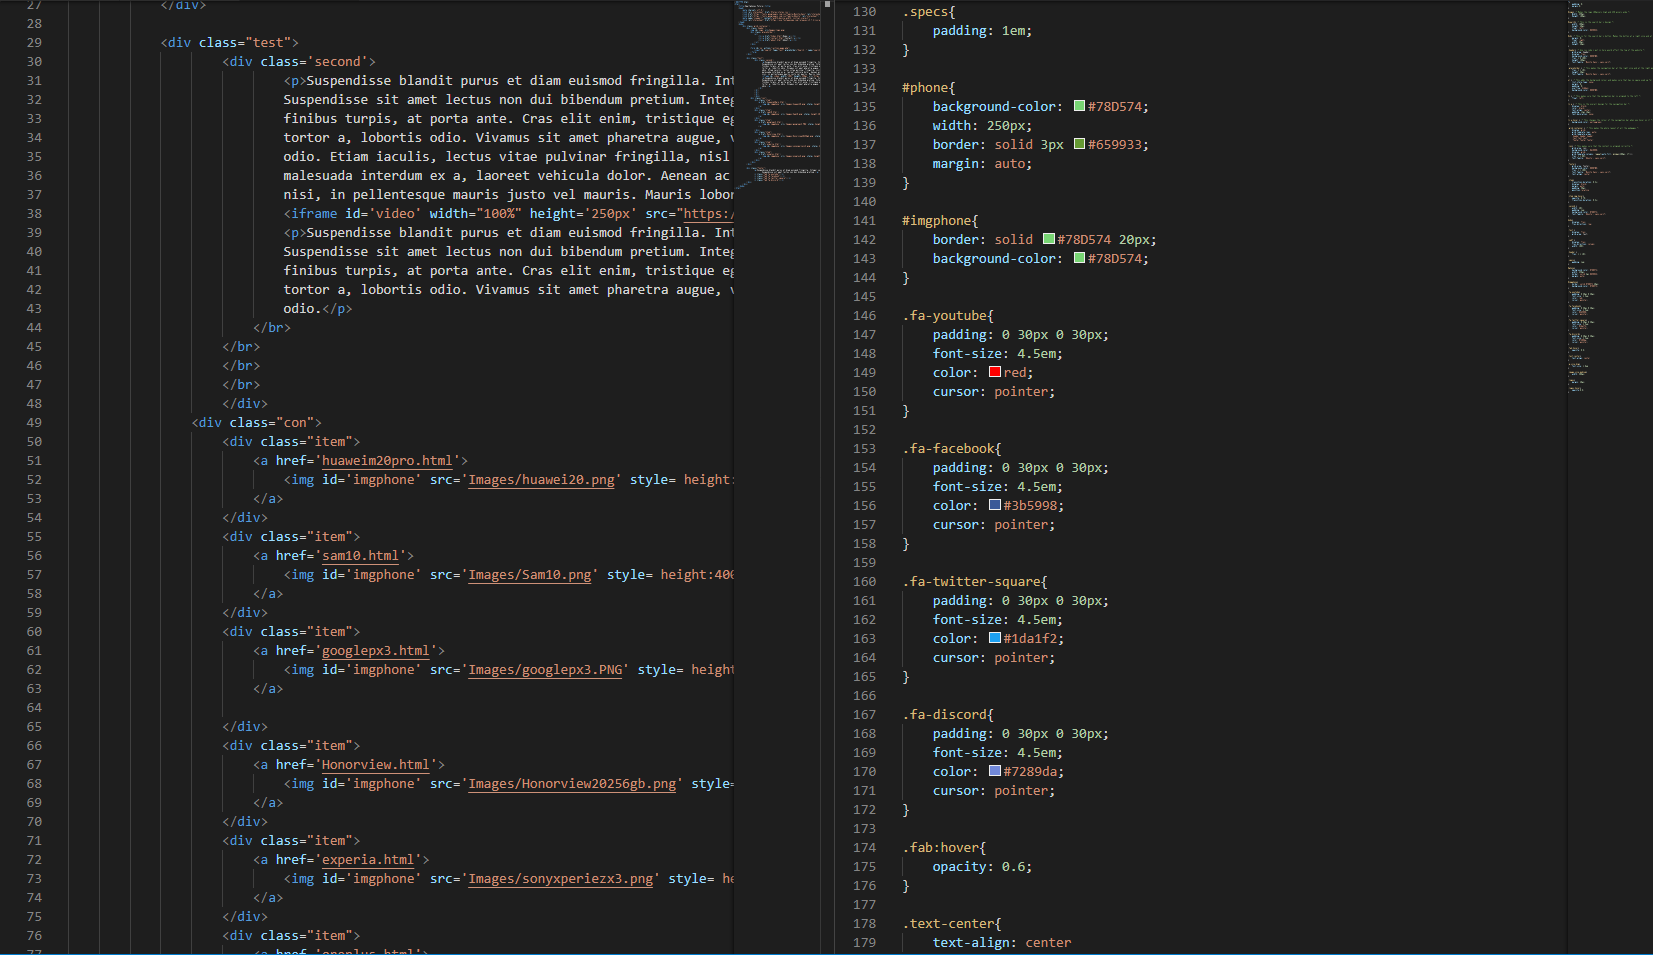 27 </div>
28
29 <div class="test">
30 <div class='second'>
31 <p>Suspendisse blandit purus et diam euismod fringilla. Int
32 Suspendisse sit amet lectus non dui bibendum pretium. Integ
33 finibus turpis, at porta ante. Cras elit enim, tristique eg
34 tortor a, lobortis odio. Vivamus sit amet pharetra augue, v
35 odio. Etiam iaculis, lectus vitae pulvinar fringilla, nisl
36 malesuada interdum ex a, laoreet vehicula dolor. Aenean ac
37 nisi, in pellentesque mauris justo vel mauris. Mauris lobor
38 <iframe id='video' width="100%" height='250px' src="https:/
39 <p>Suspendisse blandit purus et diam euismod fringilla. Int
40 Suspendisse sit amet lectus non dui bibendum pretium. Integ
41 finibus turpis, at porta ante. Cras elit enim, tristique eg
42 tortor a, lobortis odio. Vivamus sit amet pharetra augue, v
43 odio.</p>
44 </br>
45 </br>
46 </br>
47 </br>
48 </div>
49 <div class="con">
50 <div class="item">
51 <a href='huaweim20pro.html'>
52 <img id='imgphone' src='Images/huawei20.png' style= height:
53 </a>
54 </div>
55 <div class="item">
56 <a href='sam10.html'>
57 <img id='imgphone' src='Images/Sam10.png' style= height:400
58 </a>
59 </div>
60 <div class="item">
61 <a href='googlepx3.html'>
62 <img id='imgphone' src='Images/googlepx3.PNG' style= height
63 </a>
64
65 </div>
66 <div class="item">
67 <a href='Honorview.html'>
68 <img id='imgphone' src='Images/Honorview20256gb.png' style=
69 </a>
70 </div>
71 <div class="item">
72 <a href='experia.html'>
73 <img id='imgphone' src='Images/sonyxperiezx3.png' style= he
74 </a>
75 </div>
76 <div class="item">
77 <a href='oneplus.html'>
130 .specs{
131 padding: 1em;
132 }
133
134 #phone{
135 background-color: #78D574;
136 width: 250px;
137 border: solid 3px #659933;
138 margin: auto;
139 }
140
141 #imgphone{
142 border: solid #78D574 20px;
143 background-color: #78D574;
144 }
145
146 .fa-youtube{
147 padding: 0 30px 0 30px;
148 font-size: 4.5em;
149 color: red;
150 cursor: pointer;
151 }
152
153 .fa-facebook{
154 padding: 0 30px 0 30px;
155 font-size: 4.5em;
156 color: #3b5998;
157 cursor: pointer;
158 }
159
160 .fa-twitter-square{
161 padding: 0 30px 0 30px;
162 font-size: 4.5em;
163 color: #1da1f2;
164 cursor: pointer;
165 }
166
167 .fa-discord{
168 padding: 0 30px 0 30px;
169 font-size: 4.5em;
170 color: #7289da;
171 cursor: pointer;
172 }
173
174 .fab:hover{
175 opacity: 0.6;
176 }
177
178 .text-center{
179 text-align: center